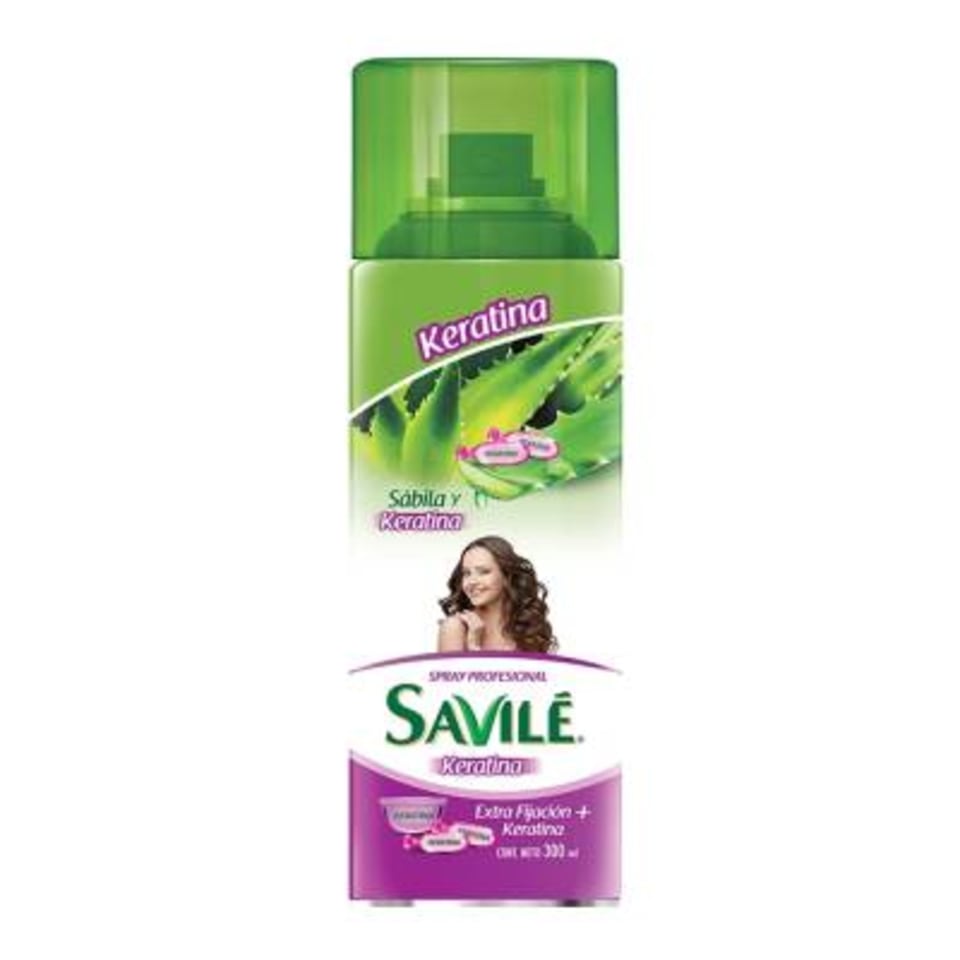 Keratina
Sábila y
Keratina
SPRAY PROFESIONAL
SAVILÉ
Keratina
Extra Fijación +
Keratina
CONT. NETO 300 ml